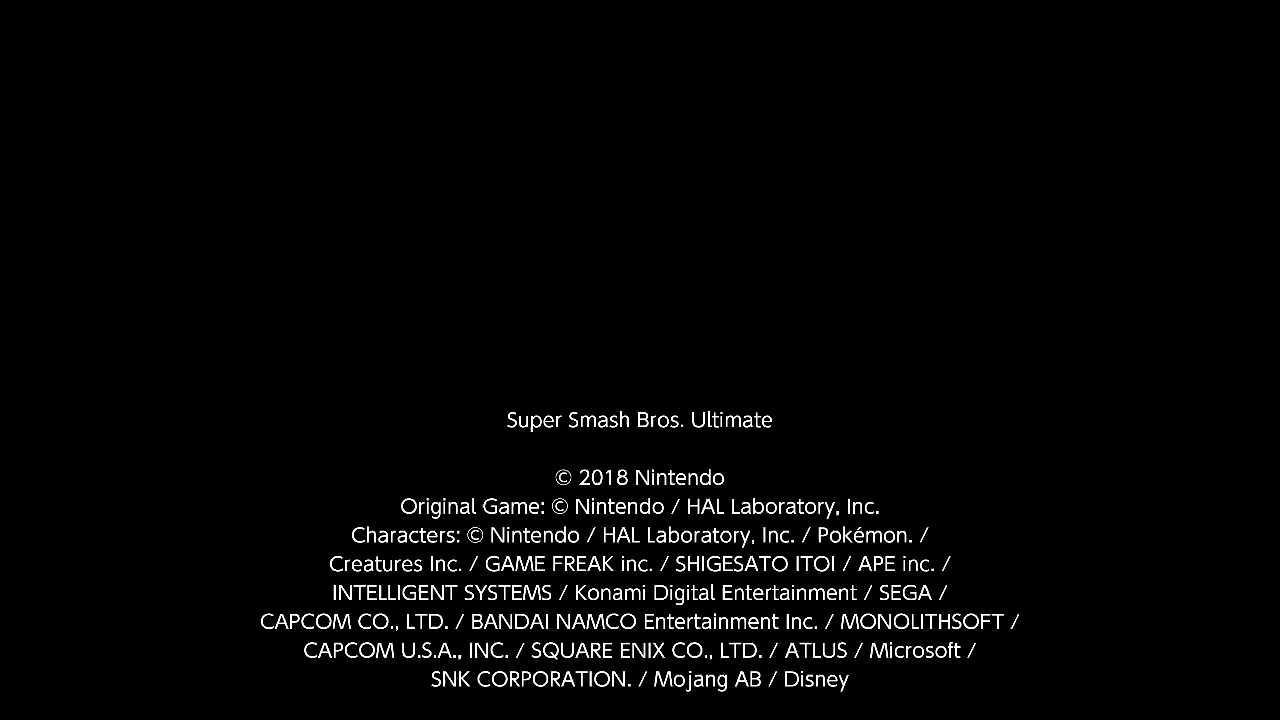 Super Smash Bros. Ultimate
© 2018 Nintendo
Original Game: © Nintendo / HAL Laboratory, Inc.
Characters: © Nintendo / HAL Laboratory, Inc. / Pokémon. /
Creatures Inc. / GAME FREAK inc. / SHIGESATO ITOI / APE inc. /
INTELLIGENT SYSTEMS / Konami Digital Entertainment / SEGA /
CAPCOM CO., LTD. / BANDAI NAMCO Entertainment Inc. / MONOLITHSOFT /
CAPCOM U.S.A., INC. / SQUARE ENIX CO., LTD. / ATLUS / Microsoft /
SNK CORPORATION. / Mojang AB / Disney